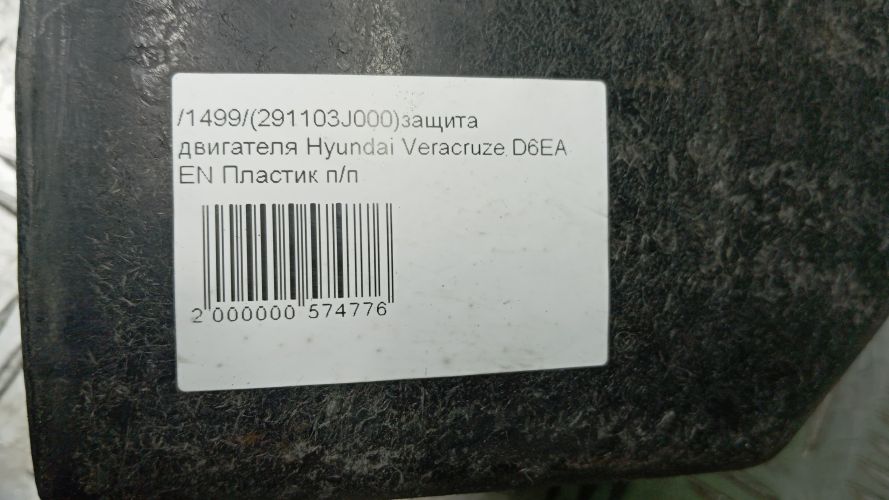 /1499/(291103J000)защита
двигателя Hyundai Veracruze D6EA
EN Пластик п/п
2 000000 574776